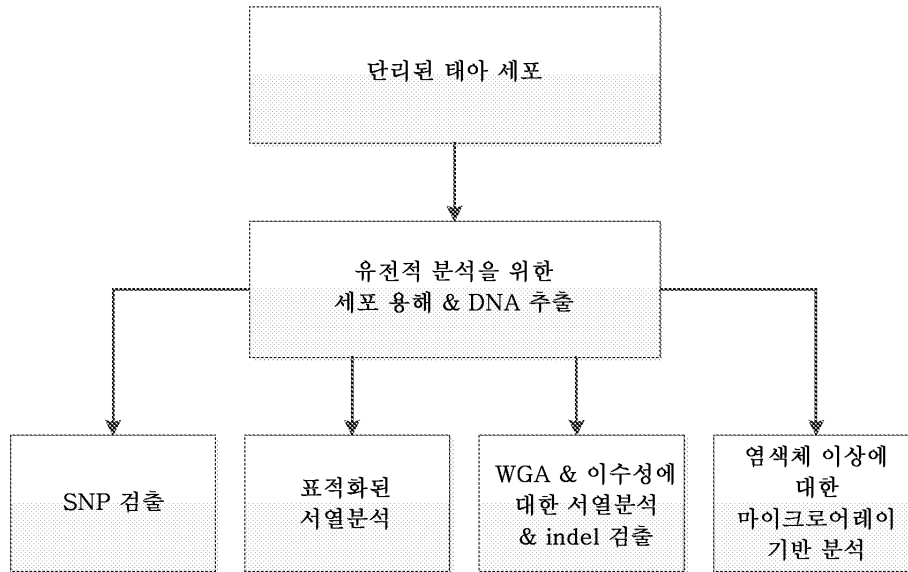 단리된 태아 세포
유전적 분석을 위한
세포 용해 & DNA 추출
SNP 검출
표적화된
서열분석
WGA & 이수성에
대한 서열분석
& indel 검출
염색체 이상에
대한
마이크로어레이
기반 분석